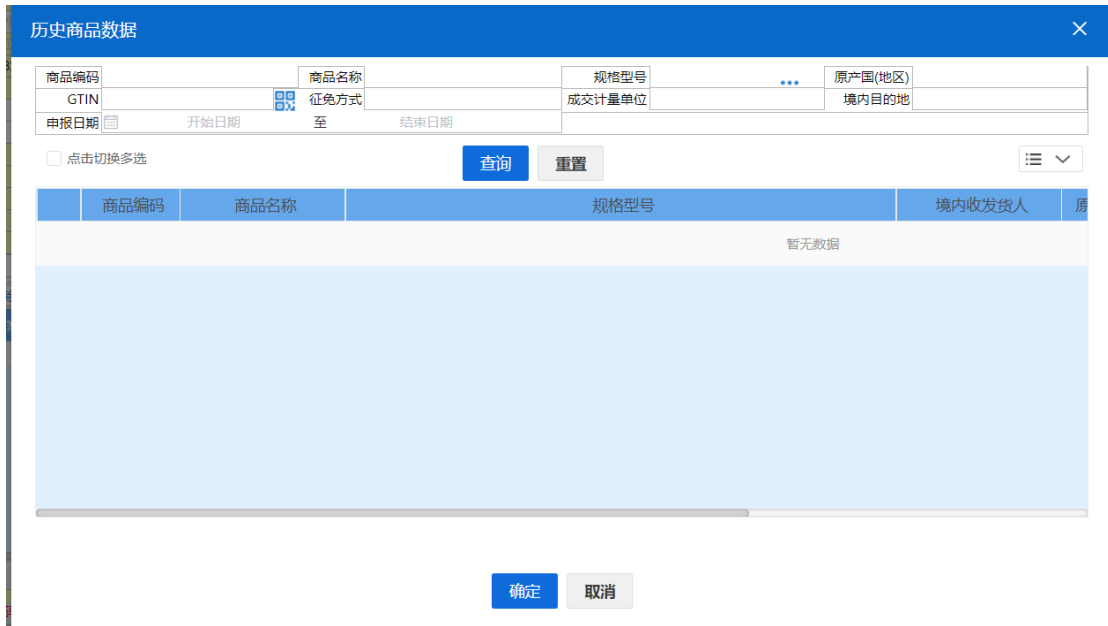 历史商品数据
商品编码 商品名称 规格型号 原产国(地区)
GTIN 征免方式 成交计量单位 境内目的地
申报日期 开始日期 至 结束日期
点击切换多选 查询 重置
商品编码 商品名称 规格型号 境内收发货人 原
暂无数据
确定 取消